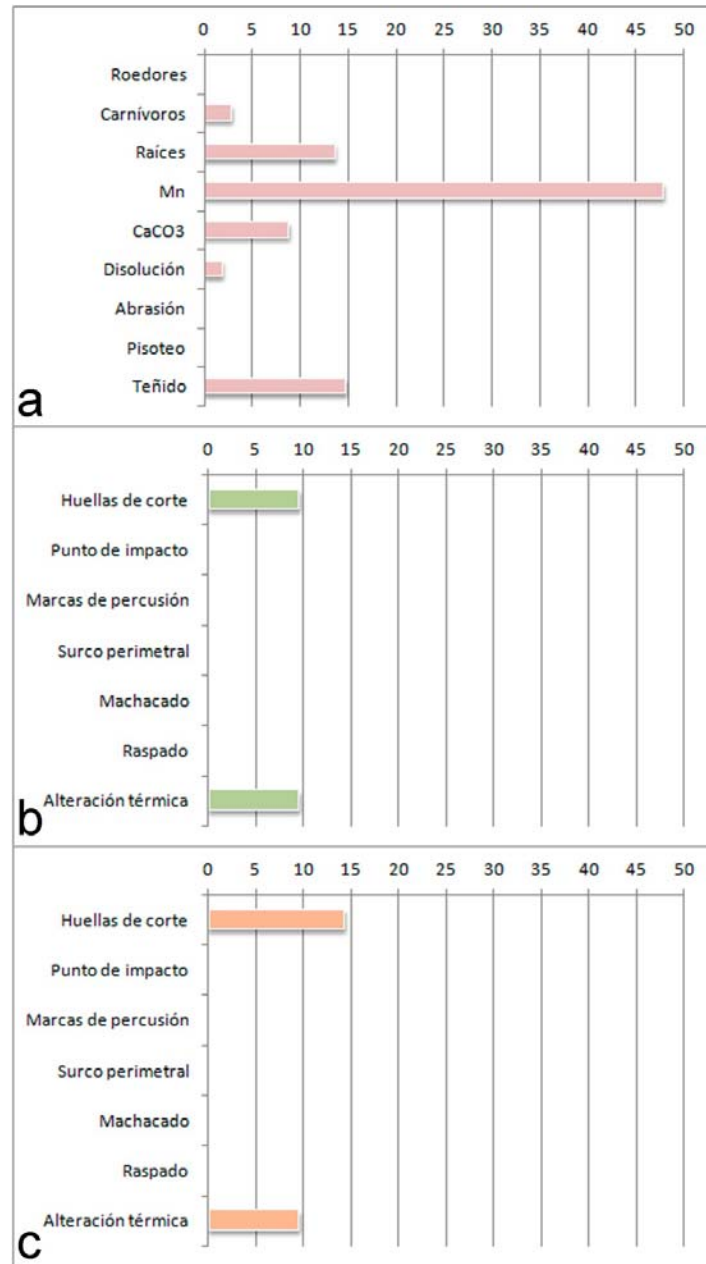 0 5 10 15 20 25 30 35 40 45 50
Roedores
Carnívoros
Raíces
Mn
CaCO3
Disolución
Abrasión
Pisoteo
Teñido
a
0 5 10 15 20 25 30 35 40 45 50
Huellas de corte
Punto de impacto
Marcas de percusión
Surco perimetral
Machacado
Raspado
Alteración térmica
b
0 5 10 15 20 25 30 35 40 45 50
Huellas de corte
Punto de impacto
Marcas de percusión
Surco perimetral
Machacado
Raspado
Alteración térmica
c